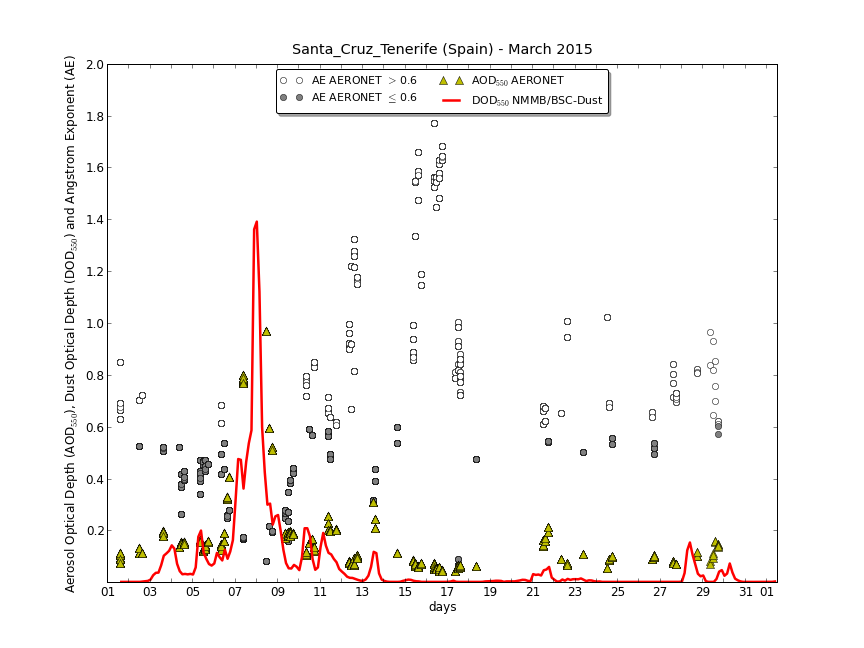 Santa_Cruz_Tenerife (Spain) - March 2015
Aerosol Optical Depth (AOD550), Dust Optical Depth (DOD550) and Angstrom Exponent (AE)
2.0
1.8
1.6
1.4
1.2
1.0
0.8
0.6
0.4
0.2
AE AERONET > 0.6
AE AERONET ≤ 0.6
AOD550 AERONET
DOD550 NMMB/BSC-Dust
01 03 05 07 09 11 13 15 17 19 21 23 25 27 29 31 01
days